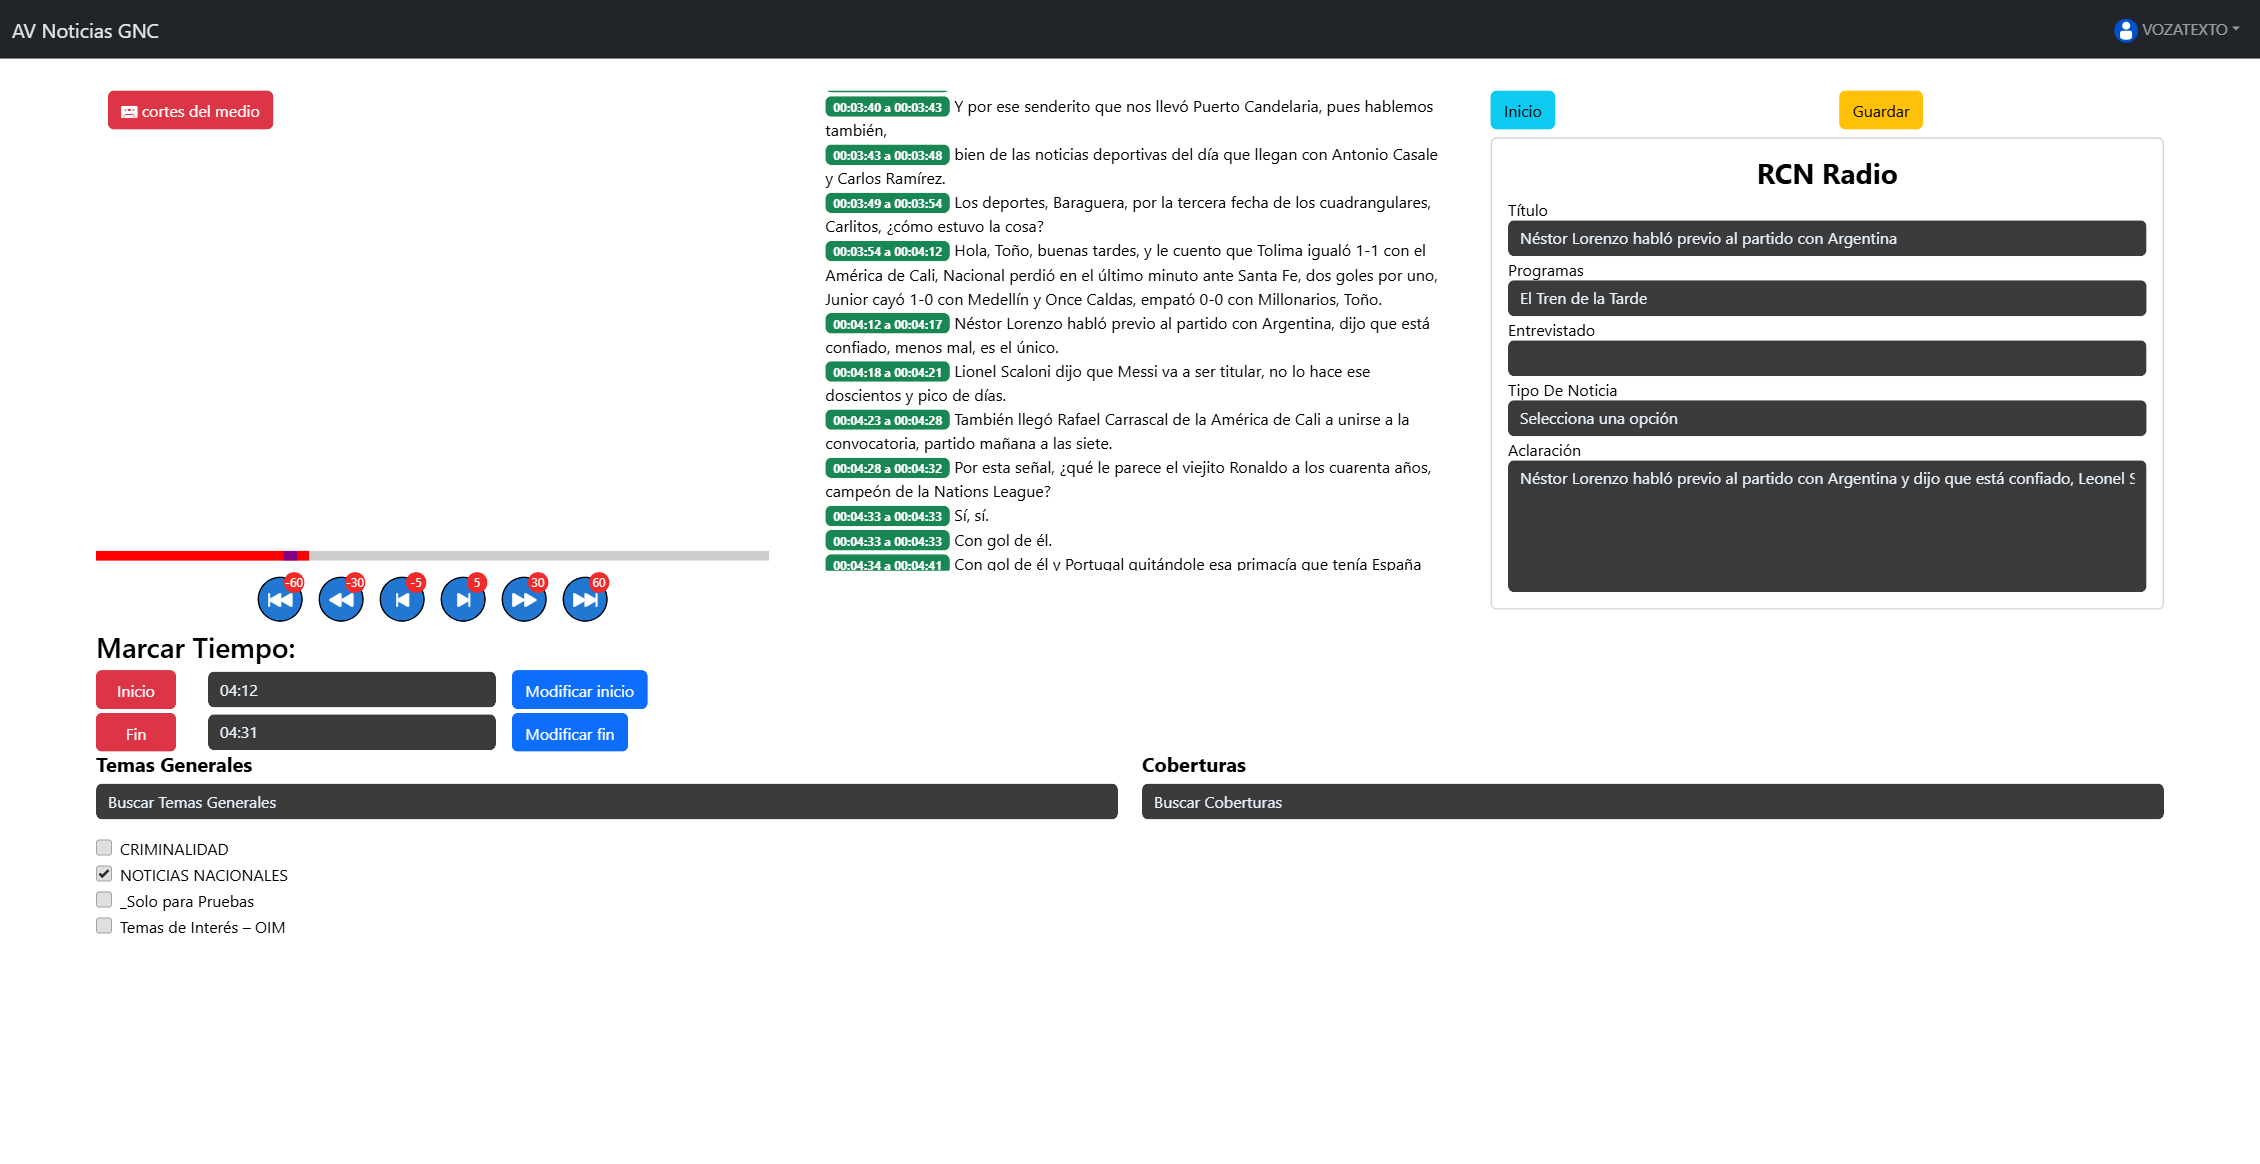 AV Noticias GNC
VOZATEXTO
cortes del medio
-60
-30
-5
5
30
60
Marcar Tiempo:
Inicio
04:12
Modificar inicio
Fin
04:31
Modificar fin
00:03:40 a 00:03:43 Y por ese senderito que nos llevó Puerto Candelaria, pues hablemos
también,
00:03:43 a 00:03:48 bien de las noticias deportivas del día que llegan con Antonio Casale
y Carlos Ramírez.
00:03:49 a 00:03:54 Los deportes, Baraguera, por la tercera fecha de los cuadrangulares,
Carlitos, ¿cómo estuvo la cosa?
00:03:54 a 00:04:12 Hola, Toño, buenas tardes, y le cuento que Tolima igualó 1-1 con el
América de Cali, Nacional perdió en el último minuto ante Santa Fe, dos goles por uno,
Junior cayó 1-0 con Medellín y Once Caldas, empató 0-0 con Millonarios, Toño.
00:04:12 a 00:04:17 Néstor Lorenzo habló previo al partido con Argentina, dijo que está
confiado, menos mal, es el único.
00:04:18 a 00:04:21 Lionel Scaloni dijo que Messi va a ser titular, no lo hace ese
doscientos y pico de días.
00:04:23 a 00:04:28 También llegó Rafael Carrascal de la América de Cali a unirse a la
convocatoria, partido mañana a las siete.
00:04:28 a 00:04:32 Por esta señal, ¿qué le parece el viejito Ronaldo a los cuarenta años,
campeón de la Nations League?
00:04:33 a 00:04:33 Sí, sí.
00:04:33 a 00:04:33 Con gol de él.
00:04:34 a 00:04:41 Con gol de él y Portugal quitándole esa primacía que tenía España
Inicio
Guardar
RCN Radio
Título
Néstor Lorenzo habló previo al partido con Argentina
Programas
El Tren de la Tarde
Entrevistado
Tipo De Noticia
Selecciona una opción
Aclaración
Néstor Lorenzo habló previo al partido con Argentina y dijo que está confiado, Leonel S
Temas Generales
Buscar Temas Generales
CRIMINALIDAD
NOTICIAS NACIONALES
_Solo para Pruebas
Temas de Interés – OIM
Coberturas
Buscar Coberturas